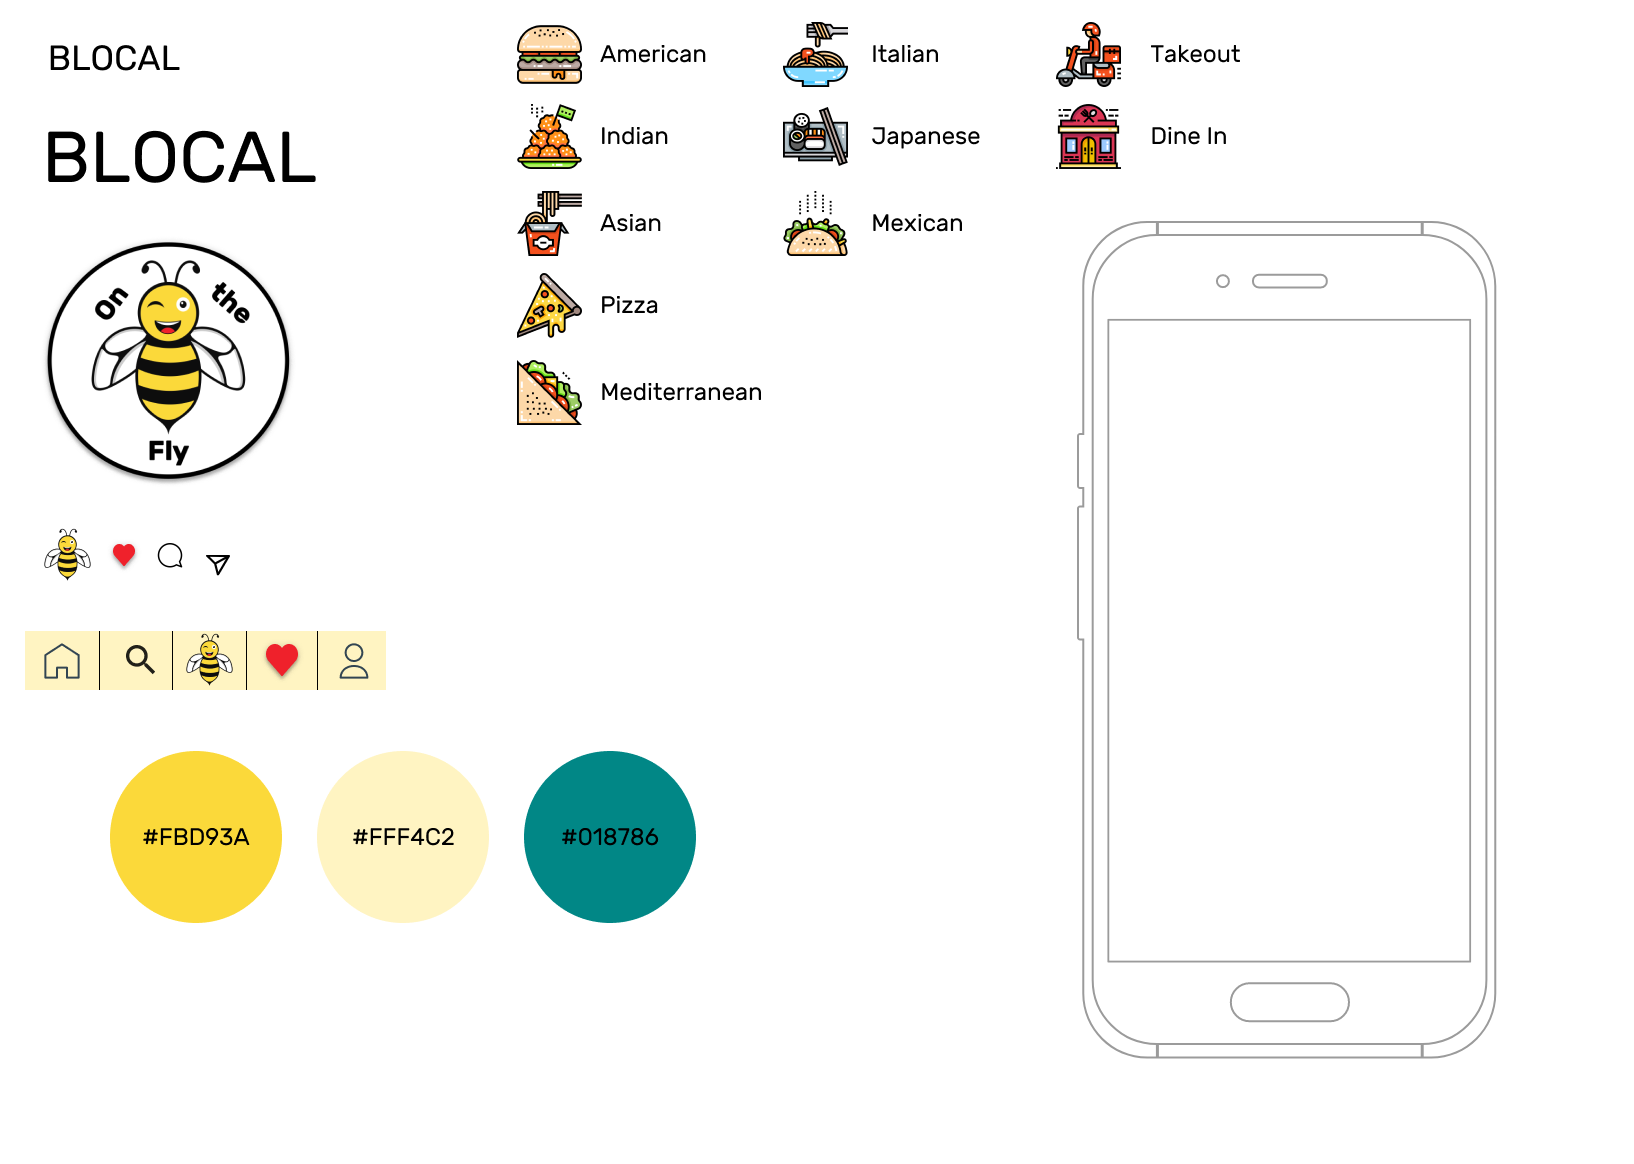 BLOCAL
BLOCAL
On the
Fly
American
Indian
Asian
Pizza
Mediterranean
Italian
Japanese
Mexican
Takeout
Dine In
#FBD93A
#FFF4C2
#018786